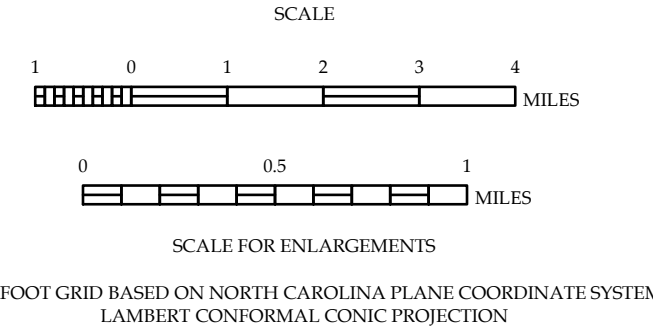 SCALE
1 0 1 2 3 4
MILES
0 0.5 1
MILES
SCALE FOR ENLARGEMENTS
FOOT GRID BASED ON NORTH CAROLINA PLANE COORDINATE SYSTEM
LAMBERT CONFORMAL CONIC PROJECTION